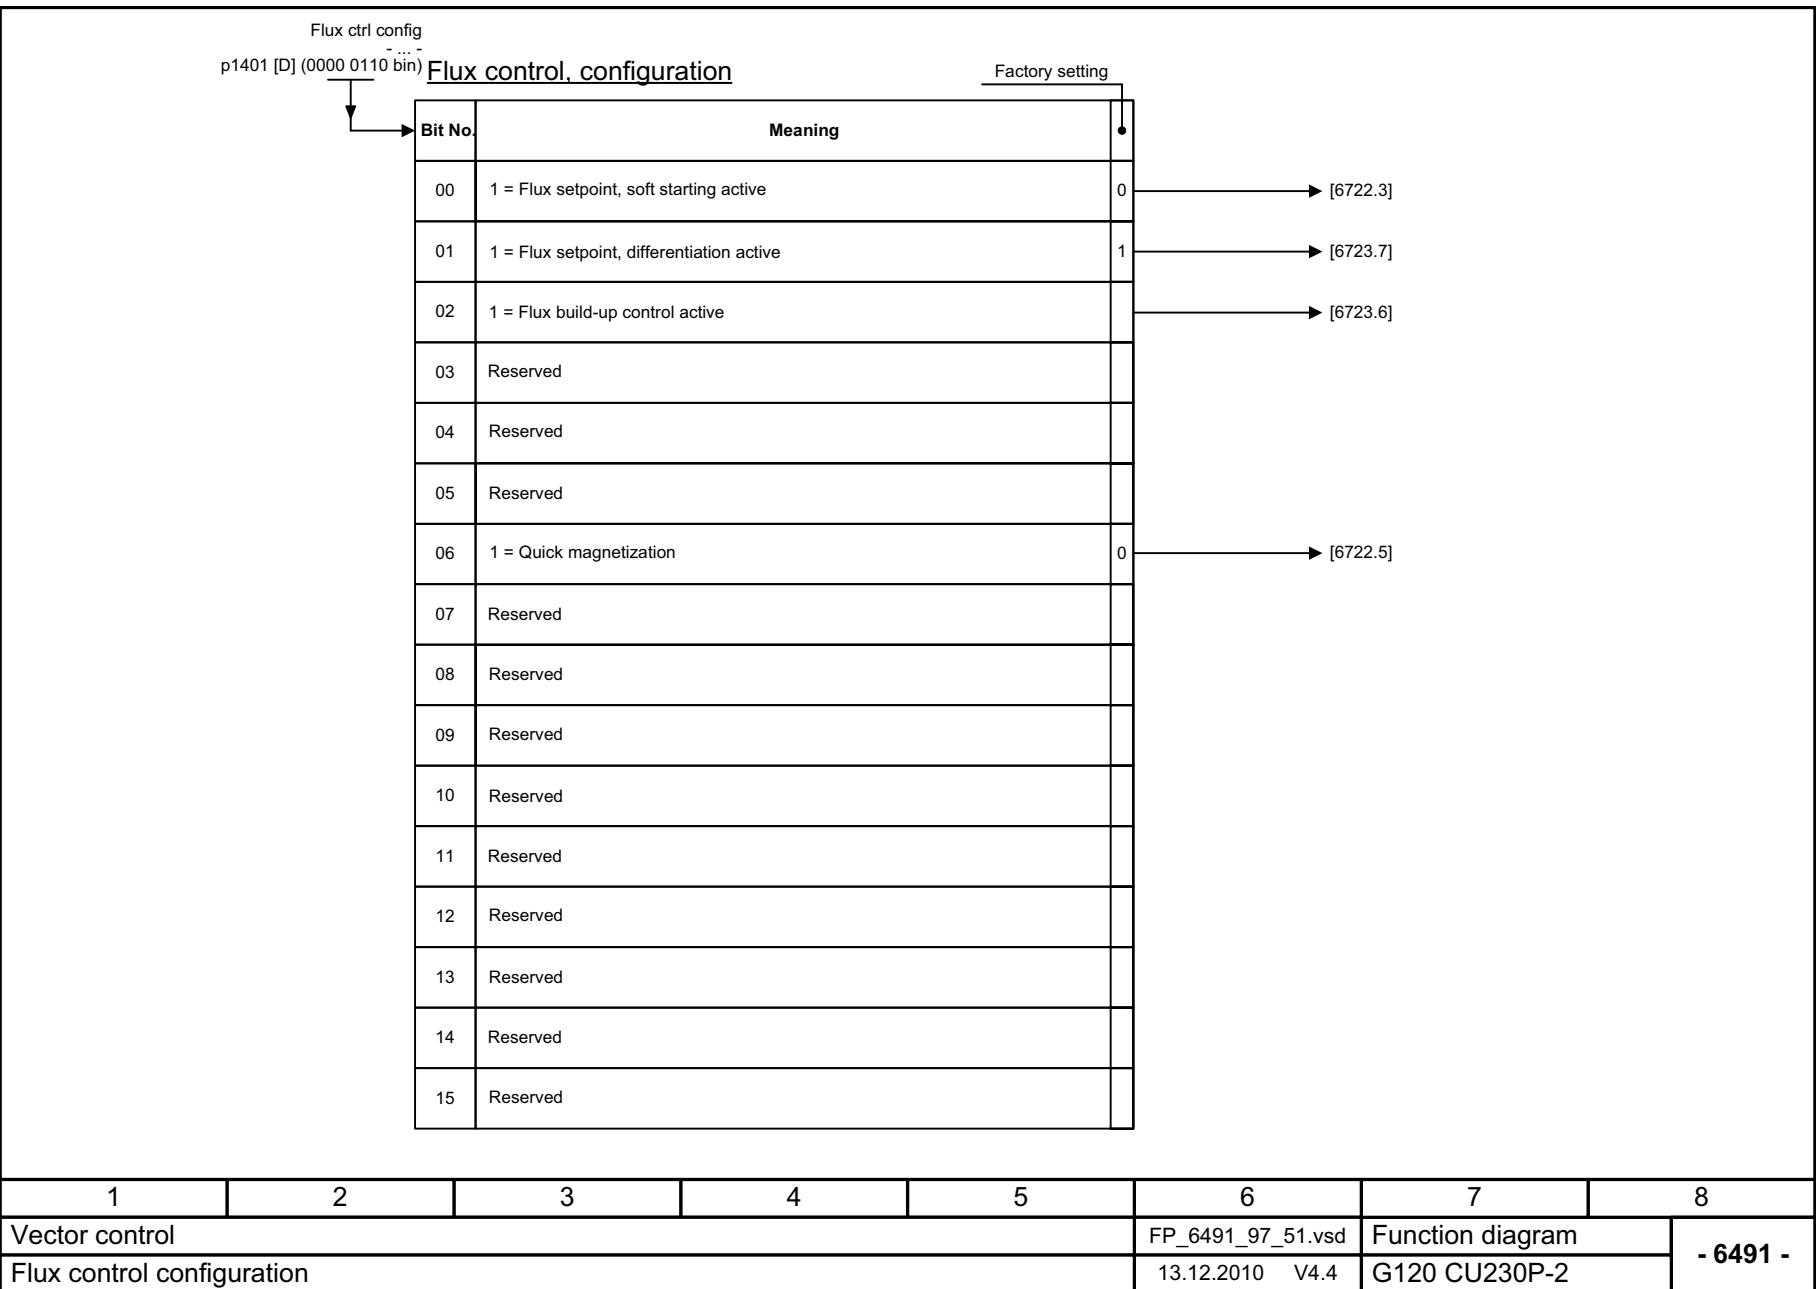 Flux ctrl config
- ... -
p1401 [D] (0000 0110 bin)
Flux control, configuration
Factory setting
Bit No. Meaning
00 1 = Flux setpoint, soft starting active 0 [6722.3]
01 1 = Flux setpoint, differentiation active 1 [6723.7]
02 1 = Flux build-up control active [6723.6]
03 Reserved
04 Reserved
05 Reserved
06 1 = Quick magnetization 0 [6722.5]
07 Reserved
08 Reserved
09 Reserved
10 Reserved
11 Reserved
12 Reserved
13 Reserved
14 Reserved
15 Reserved
1 2 3 4 5 6 7 8
Vector control FP_6491_97_51.vsd Function diagram
- 6491 -
Flux control configuration 13.12.2010 V4.4 G120 CU230P-2